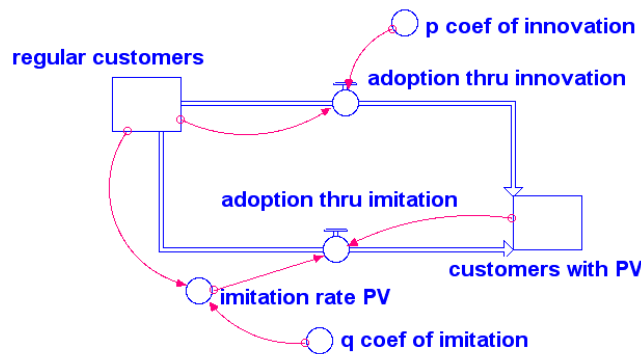 p coef of innovation
regular customers
adoption thru innovation
adoption thru imitation
customers with PV
imitation rate PV
q coef of imitation